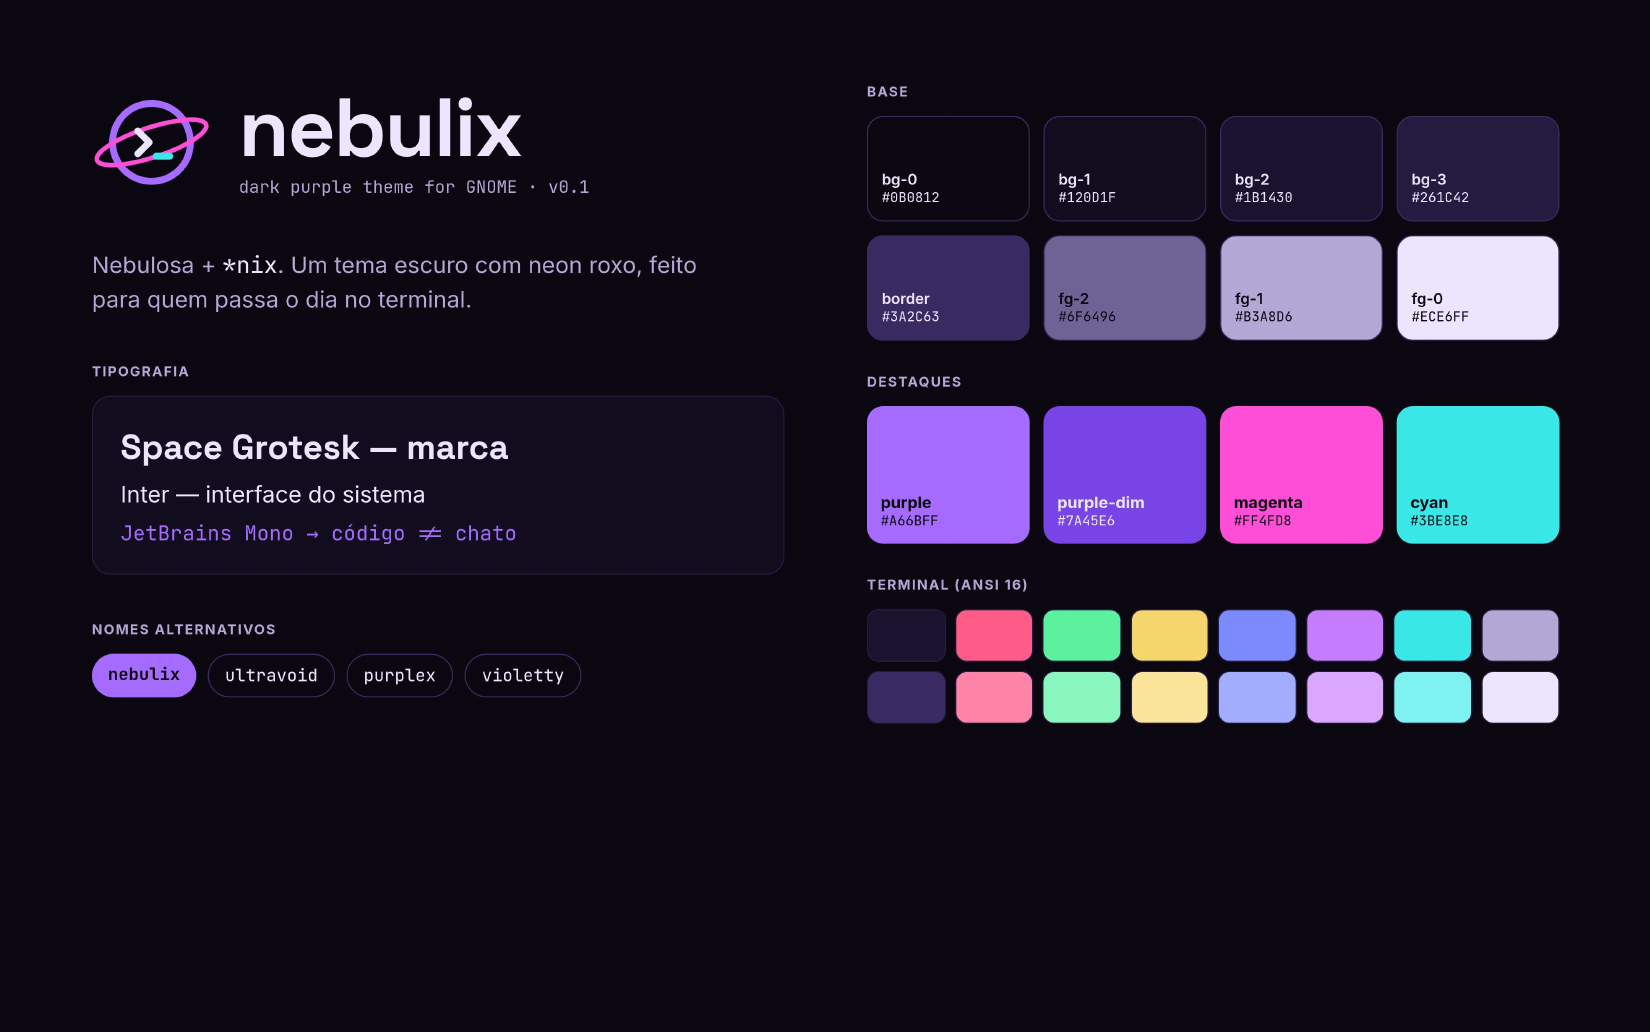 nebulix
dark purple theme for GNOME · v0.1
Nebulosa + *nix. Um tema escuro com neon roxo, feito
para quem passa o dia no terminal.
TIPOGRAFIA
Space Grotesk — marca
Inter — interface do sistema
JetBrains Mono → código ≠ chato
NOMES ALTERNATIVOS
nebulix
ultravoid
purplex
violetty
BASE
bg-0
#0B0812
bg-1
#120D1F
bg-2
#1B1430
bg-3
#261C42
border
#3A2C63
fg-2
#6F6496
fg-1
#B3A8D6
fg-0
#ECE6FF
DESTAQUES
purple
#A66BFF
purple-dim
#7A45E6
magenta
#FF4FD8
cyan
#3BE8E8
TERMINAL (ANSI 16)